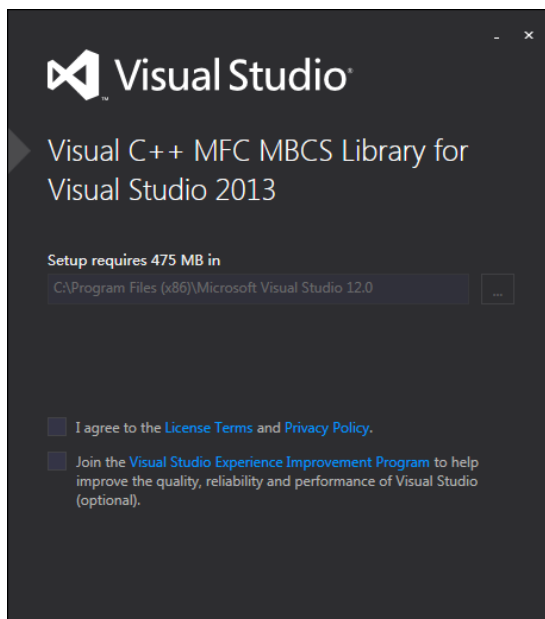 Visual Studio®
™
Visual C++ MFC MBCS Library for
Visual Studio 2013
Setup requires 475 MB in
C:\Program Files (x86)\Microsoft Visual Studio 12.0
...
I agree to the License Terms and Privacy Policy.
Join the Visual Studio Experience Improvement Program to help
improve the quality, reliability and performance of Visual Studio
(optional).